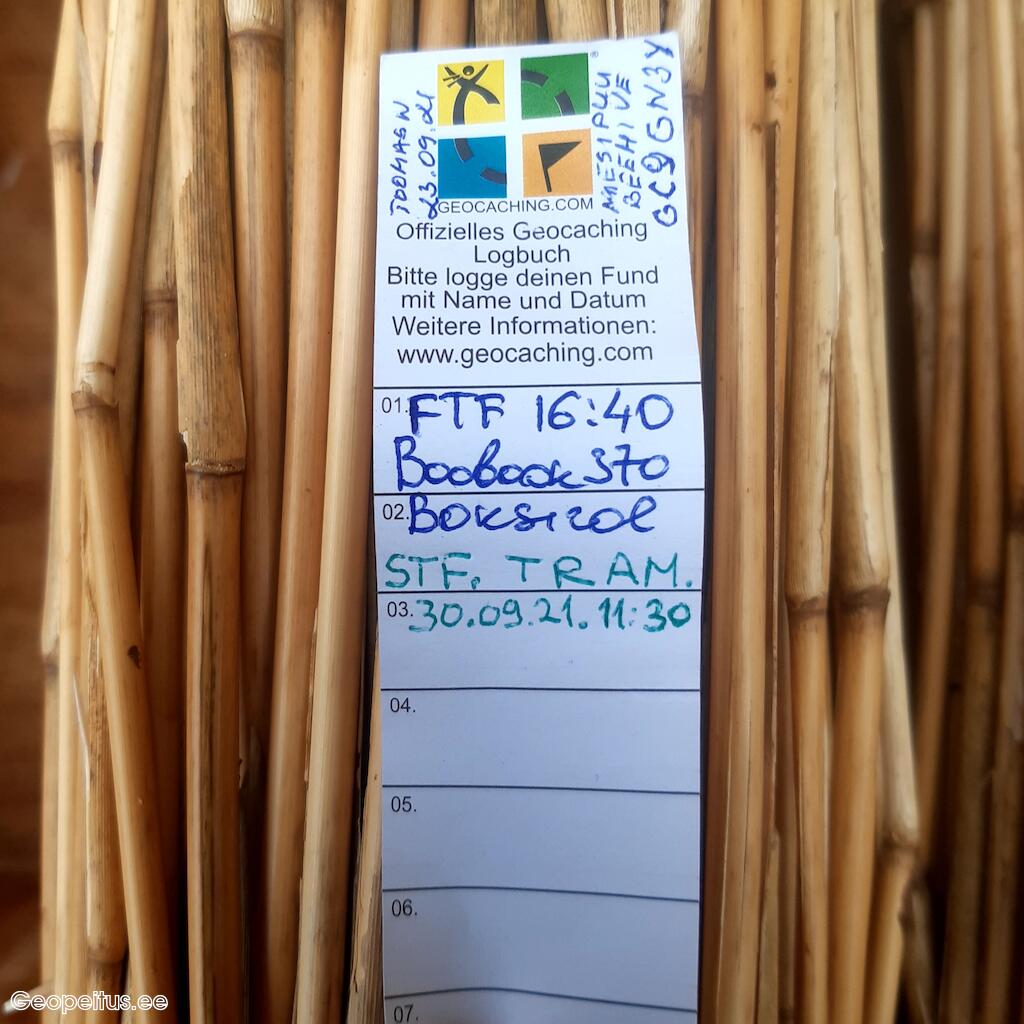 TOOMAS N
23.09.21
MESIPUU
BEEHIVE
GC9GN3Y
®
GEOCACHING.COM
Offizielles Geocaching
Logbuch
Bitte logge deinen Fund
mit Name und Datum
Weitere Informationen:
www.geocaching.com
01. FTF 16:40
Boobook370
02. Boksirol
STF. TRAM.
03. 30.09.21. 11:30
04.
05.
06.
07.
Geopeitus.ee